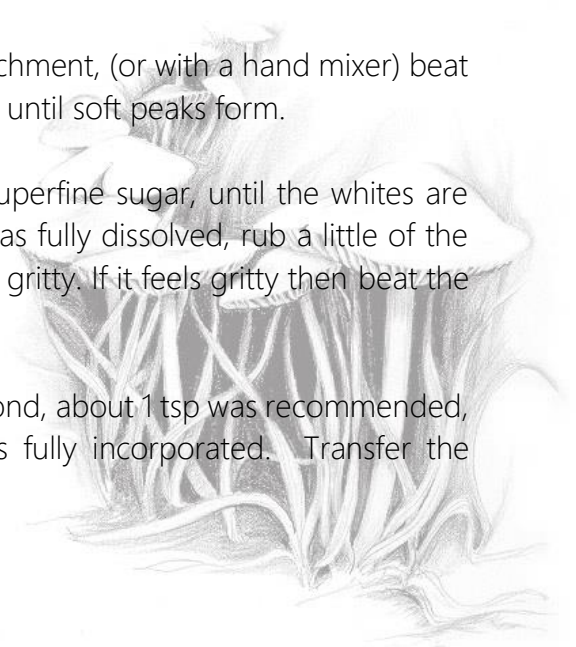 chment, (or with a hand mixer) beat
until soft peaks form.
uperfine sugar, until the whites are
as fully dissolved, rub a little of the
gritty. If it feels gritty then beat the
ond, about 1 tsp was recommended,
s fully incorporated. Transfer the